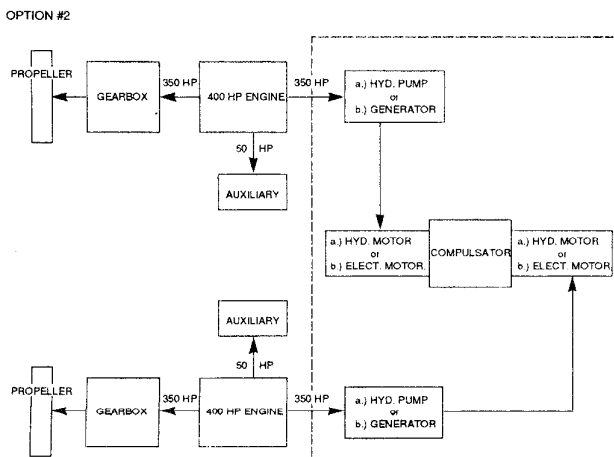 OPTION #2
PROPELLER
GEARBOX
350 HP
400 HP ENGINE
350 HP
a.) HYD. PUMP
or
b.) GENERATOR
50 HP
AUXILIARY
a.) HYD. MOTOR
or
b.) ELECT. MOTOR.
COMPULSATOR
a.) HYD. MOTOR
or
b.) ELECT. MOTOR.
AUXILIARY
50 HP
PROPELLER
GEARBOX
350 HP
400 HP ENGINE
350 HP
a.) HYD. PUMP
or
b.) GENERATOR